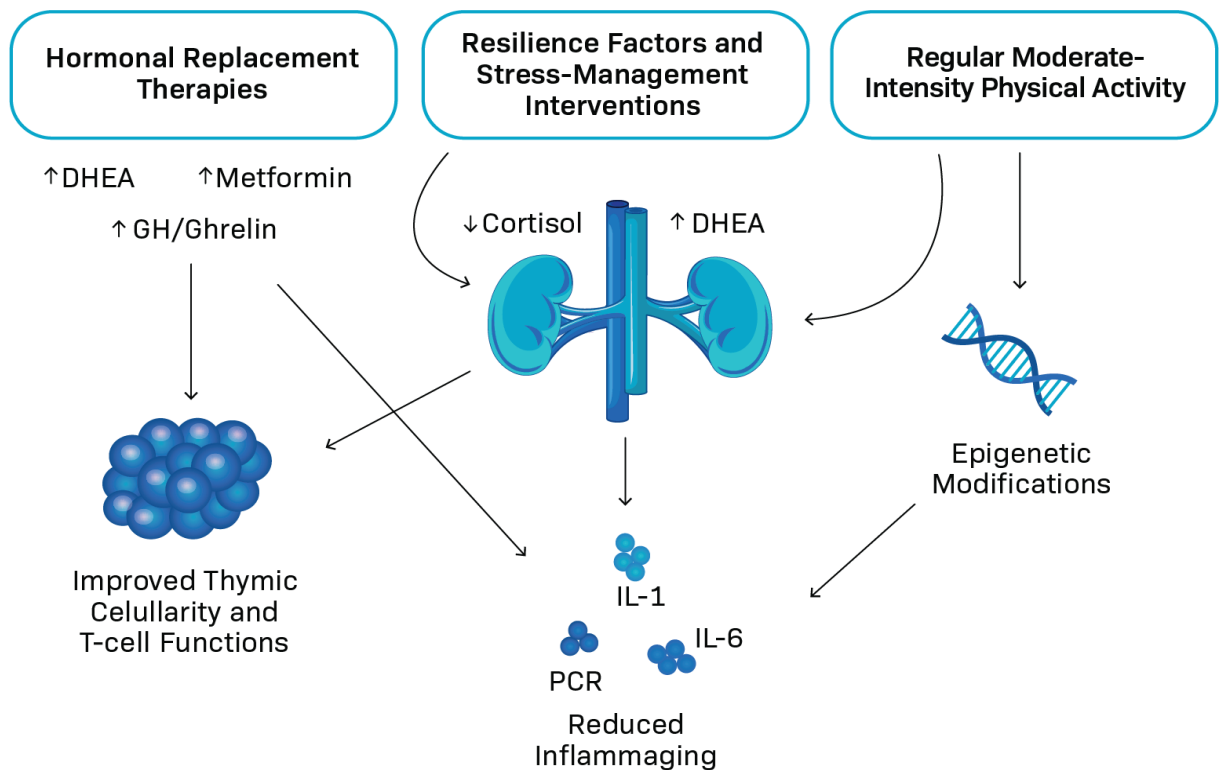 Hormonal Replacement
Therapies
Resilience Factors and
Stress-Management
Interventions
Regular Moderate-
Intensity Physical Activity
↑DHEA
↑Metformin
↑ GH/Ghrelin
↓Cortisol
↑ DHEA
Improved Thymic
Celullarity and
T-cell Functions
Epigenetic
Modifications
IL-1
IL-6
PCR
Reduced
Inflammaging